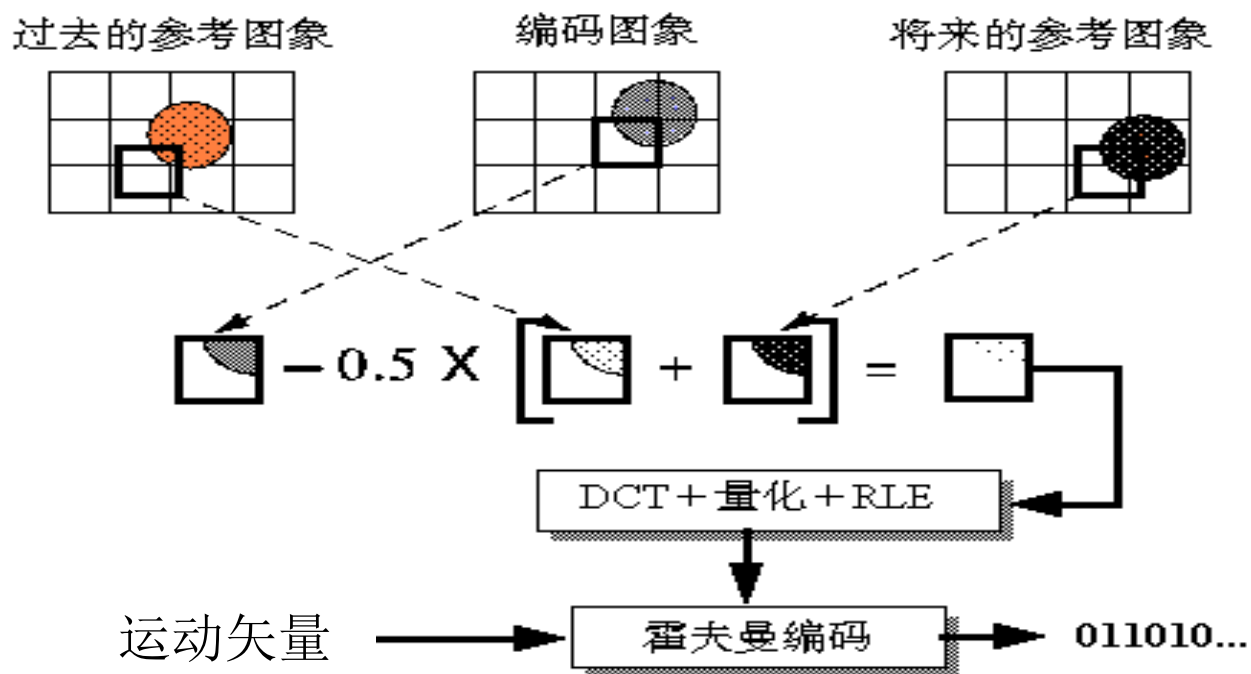 过去的参考图象
编码图象
将来的参考图象
－0.5 X [ + ] =
DCT＋量化＋RLE
运动矢量
霍夫曼编码
011010...